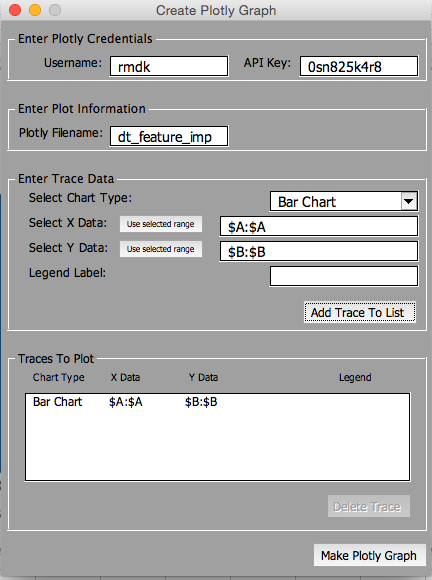 Create Plotly Graph
Enter Plotly Credentials
Username: rmdk API Key: 0sn825k4r8
Enter Plot Information
Plotly Filename: dt_feature_imp
Enter Trace Data
Select Chart Type: Bar Chart
Select X Data: Use selected range $A:$A
Select Y Data: Use selected range $B:$B
Legend Label:
Add Trace To List
Traces To Plot
Chart Type X Data Y Data Legend
Bar Chart $A:$A $B:$B
Delete Trace
Make Plotly Graph